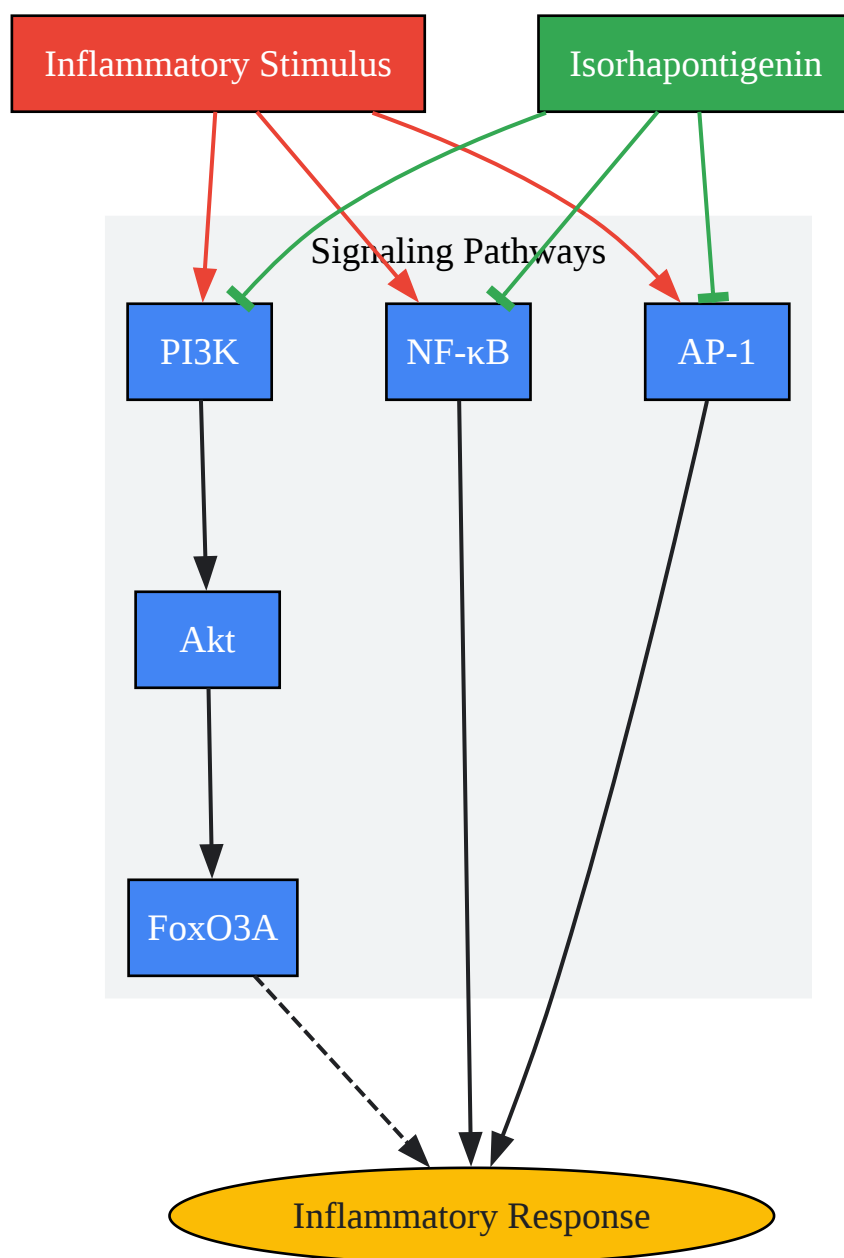 Inflammatory Stimulus
Isorhapontigenin
Signaling Pathways
PI3K
NF-κB
AP-1
Akt
FoxO3A
Inflammatory Response